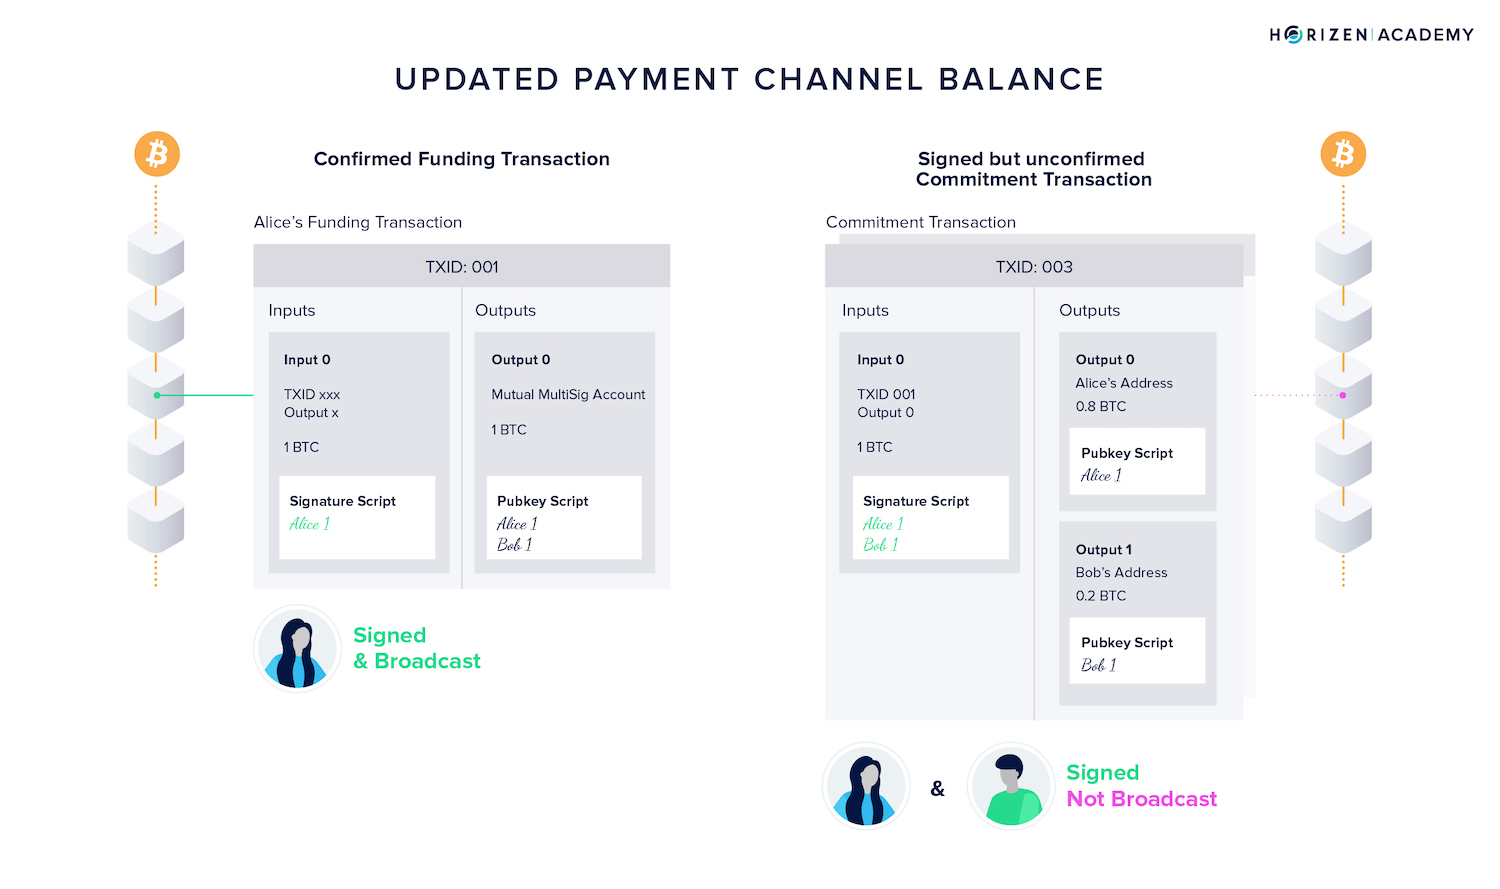 HORIZEN | ACADEMY
UPDATED PAYMENT CHANNEL BALANCE
Confirmed Funding Transaction
Alice’s Funding Transaction
TXID: 001
Inputs
Input 0
TXID xxx
Output x
1 BTC
Signature Script
Alice 1
Outputs
Output 0
Mutual MultiSig Account
1 BTC
Pubkey Script
Alice 1
Bob 1
Signed
& Broadcast
Signed but unconfirmed
Commitment Transaction
Commitment Transaction
TXID: 003
Inputs
Input 0
TXID 001
Output 0
1 BTC
Signature Script
Alice 1
Bob 1
Outputs
Output 0
Alice’s Address
0.8 BTC
Pubkey Script
Alice 1
Output 1
Bob’s Address
0.2 BTC
Pubkey Script
Bob 1
&
Signed
Not Broadcast